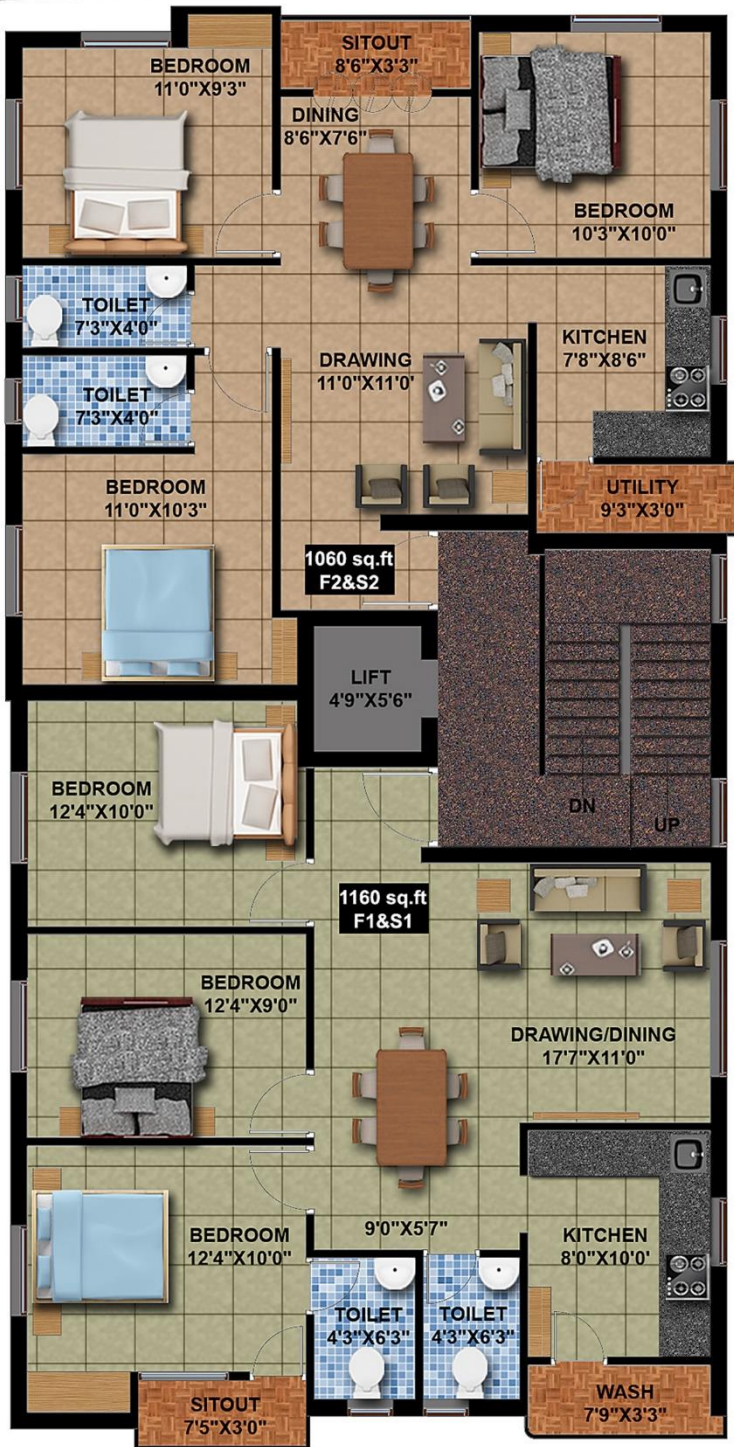 SITOUT
8'6"X3'3"
BEDROOM
11'0"X9'3"
DINING
8'6"X7'6"
BEDROOM
10'3"X10'0"
TOILET
7'3"X4'0"
KITCHEN
7'8"X8'6"
DRAWING
11'0"X11'0'
TOILET
7'3"X4'0"
BEDROOM
11'0"X10'3"
UTILITY
9'3"X3'0"
1060 sq.ft
F2&S2
LIFT
4'9"X5'6"
BEDROOM
12'4"X10'0"
DN
UP
1160 sq.ft
F1&S1
BEDROOM
12'4"X9'0"
DRAWING/DINING
17'7"X11'0"
9'0"X5'7"
BEDROOM
12'4"X10'0"
KITCHEN
8'0"X10'0'
TOILET
4'3"X6'3"
TOILET
4'3"X6'3"
SITOUT
7'5"X3'0"
WASH
7'9"X3'3"